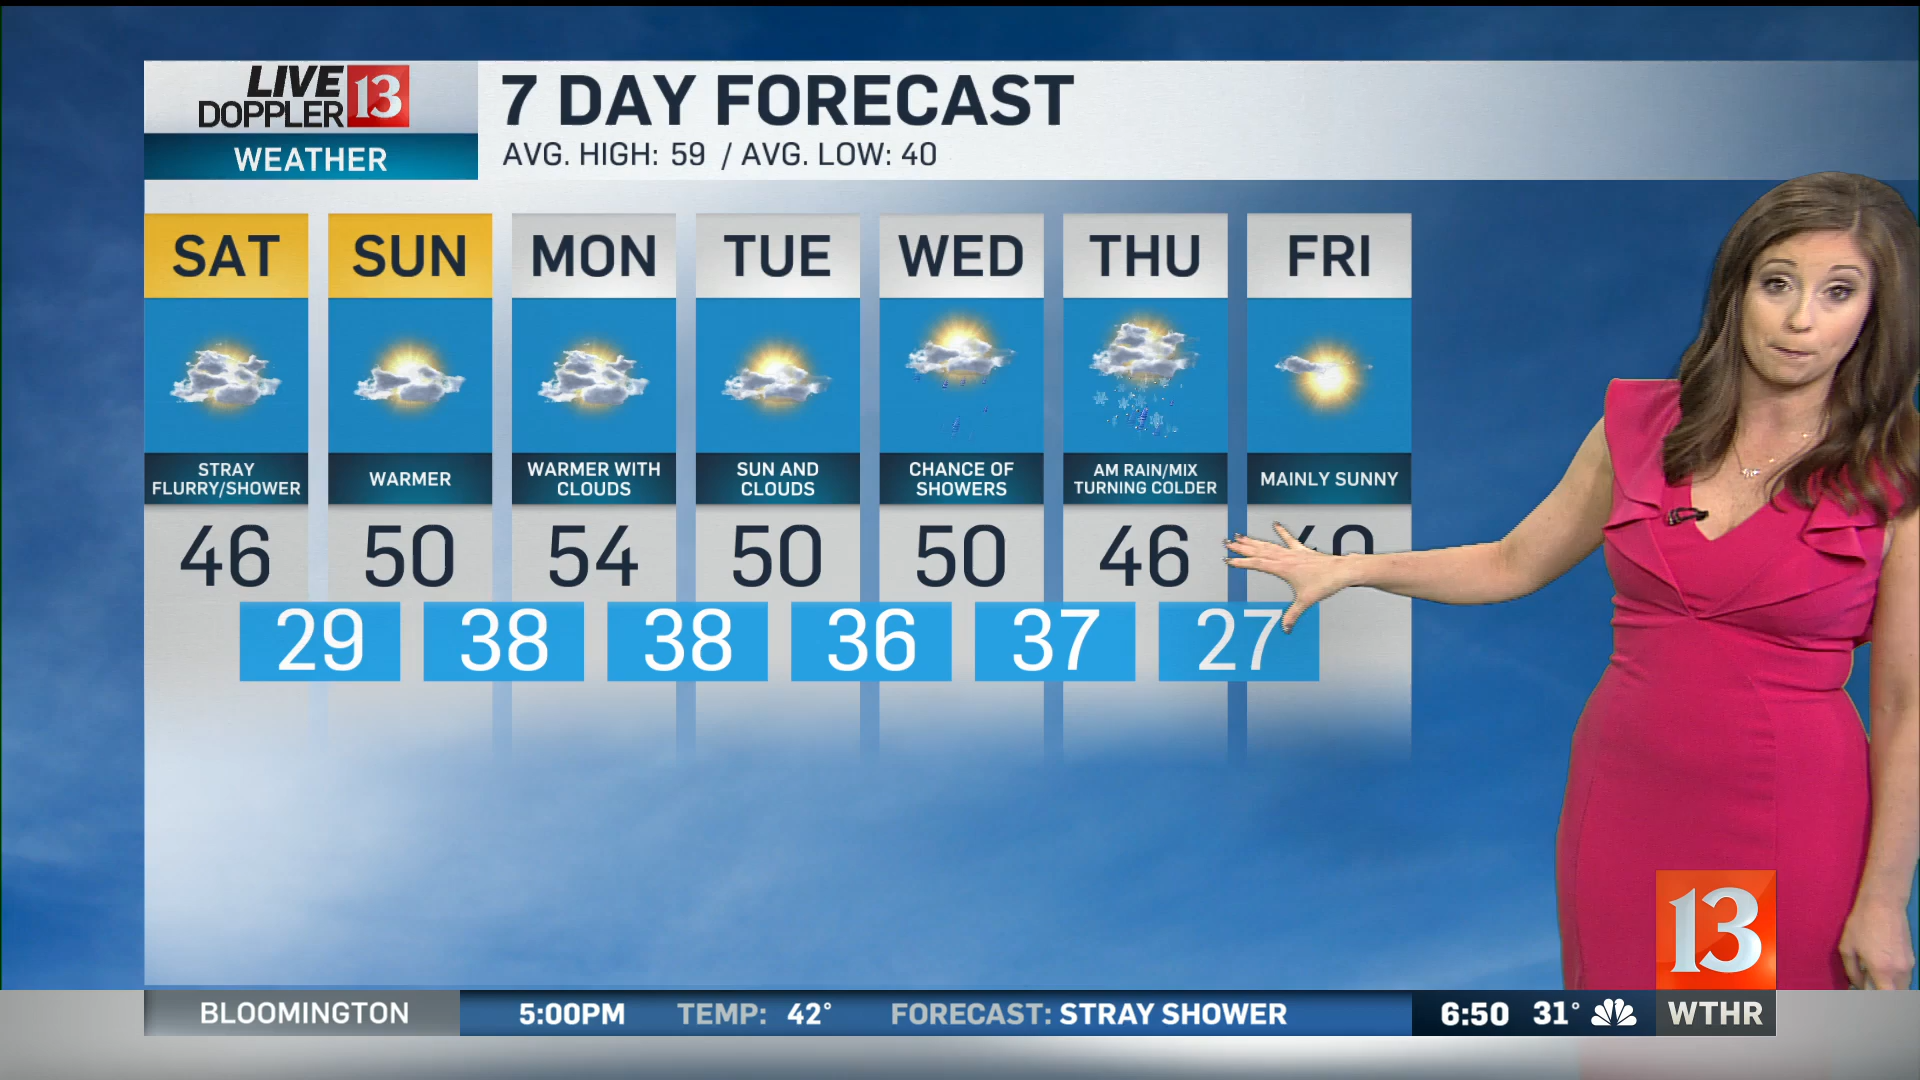 LIVE
DOPPLER 13
WEATHER
7 DAY FORECAST
AVG. HIGH: 59 / AVG. LOW: 40
SAT
SUN
MON
TUE
WED
THU
FRI
STRAY
FLURRY/SHOWER
WARMER
WARMER WITH
CLOUDS
SUN AND
CLOUDS
CHANCE OF
SHOWERS
AM RAIN/MIX
TURNING COLDER
MAINLY SUNNY
46
50
54
50
50
46
29
38
38
36
37
27
13
BLOOMINGTON
5:00PM
TEMP: 42°
FORECAST: STRAY SHOWER
6:50
31°
WTHR